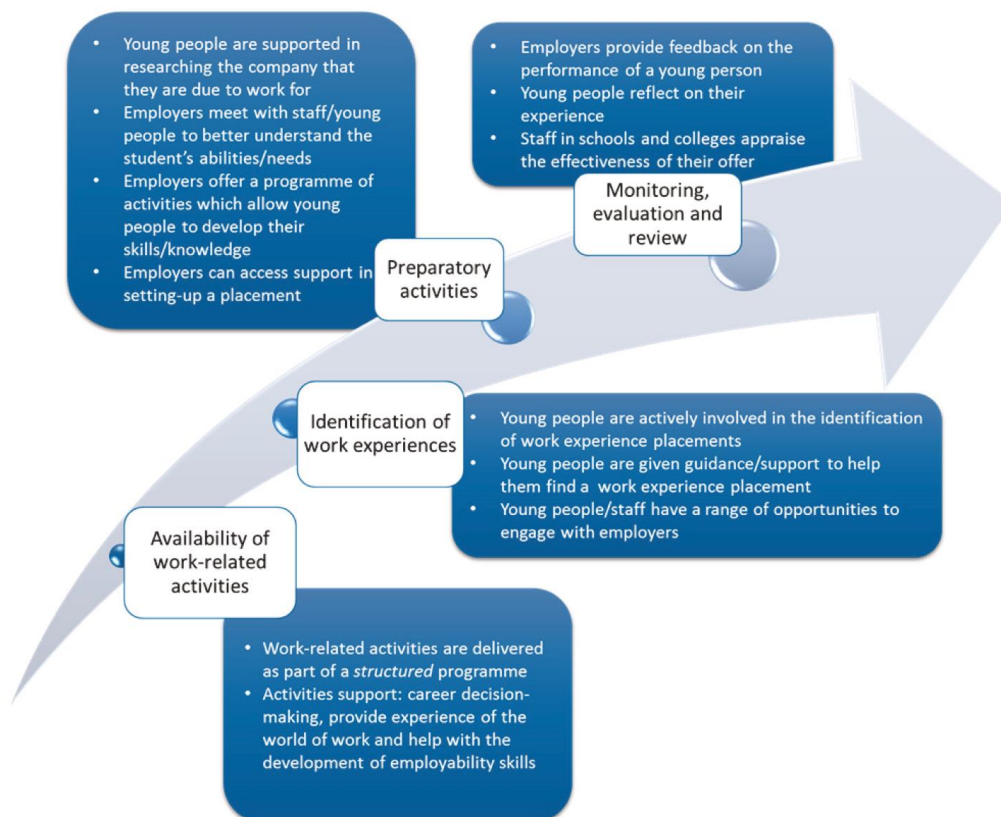 • Young people are supported in
researching the company that
they are due to work for
• Employers meet with staff/young
people to better understand the
student's abilities/needs
• Employers offer a programme of
activities which allow young
people to develop their
skills/knowledge
• Employers can access support in
setting-up a placement
• Employers provide feedback on the
performance of a young person
• Young people reflect on their
experience
• Staff in schools and colleges appraise
the effectiveness of their offer
Monitoring,
evaluation and
review
Preparatory
activities
Identification of
work experiences
• Young people are actively involved in the identification
of work experience placements
• Young people are given guidance/support to help
them find a work experience placement
• Young people/staff have a range of opportunities to
engage with employers
Availability of
work-related
activities
• Work-related activities are delivered
as part of a structured programme
• Activities support: career decision-
making, provide experience of the
world of work and help with the
development of employability skills